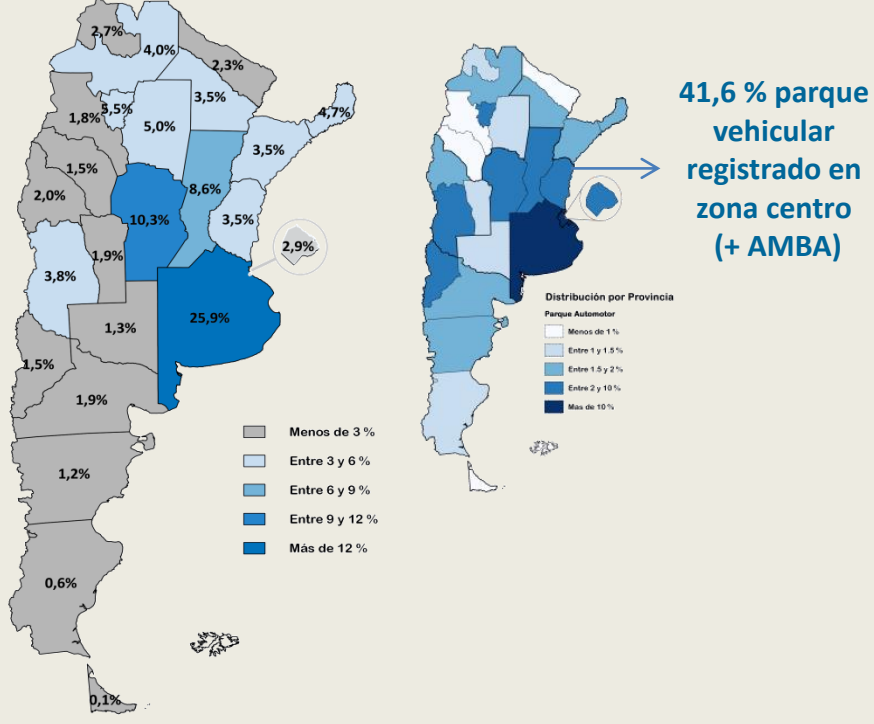 2,7%
4,0%
2,3%
3,5%
5,5%
1,8%
5,0%
4,7%
1,5%
3,5%
2,0%
8,6%
10,3%
3,5%
2,9%
1,9%
3,8%
25,9%
1,3%
1,5%
1,9%
1,2%
0,6%
0,1%
Menos de 3 %
Entre 3 y 6 %
Entre 6 y 9 %
Entre 9 y 12 %
Más de 12 %
Distribución por Provincia
Parque Automotor
Menos de 1 %
Entre 1 y 1.5 %
Entre 1.5 y 2 %
Entre 2 y 10 %
Mas de 10 %
41,6 % parque
vehicular
registrado en
zona centro
(+ AMBA)